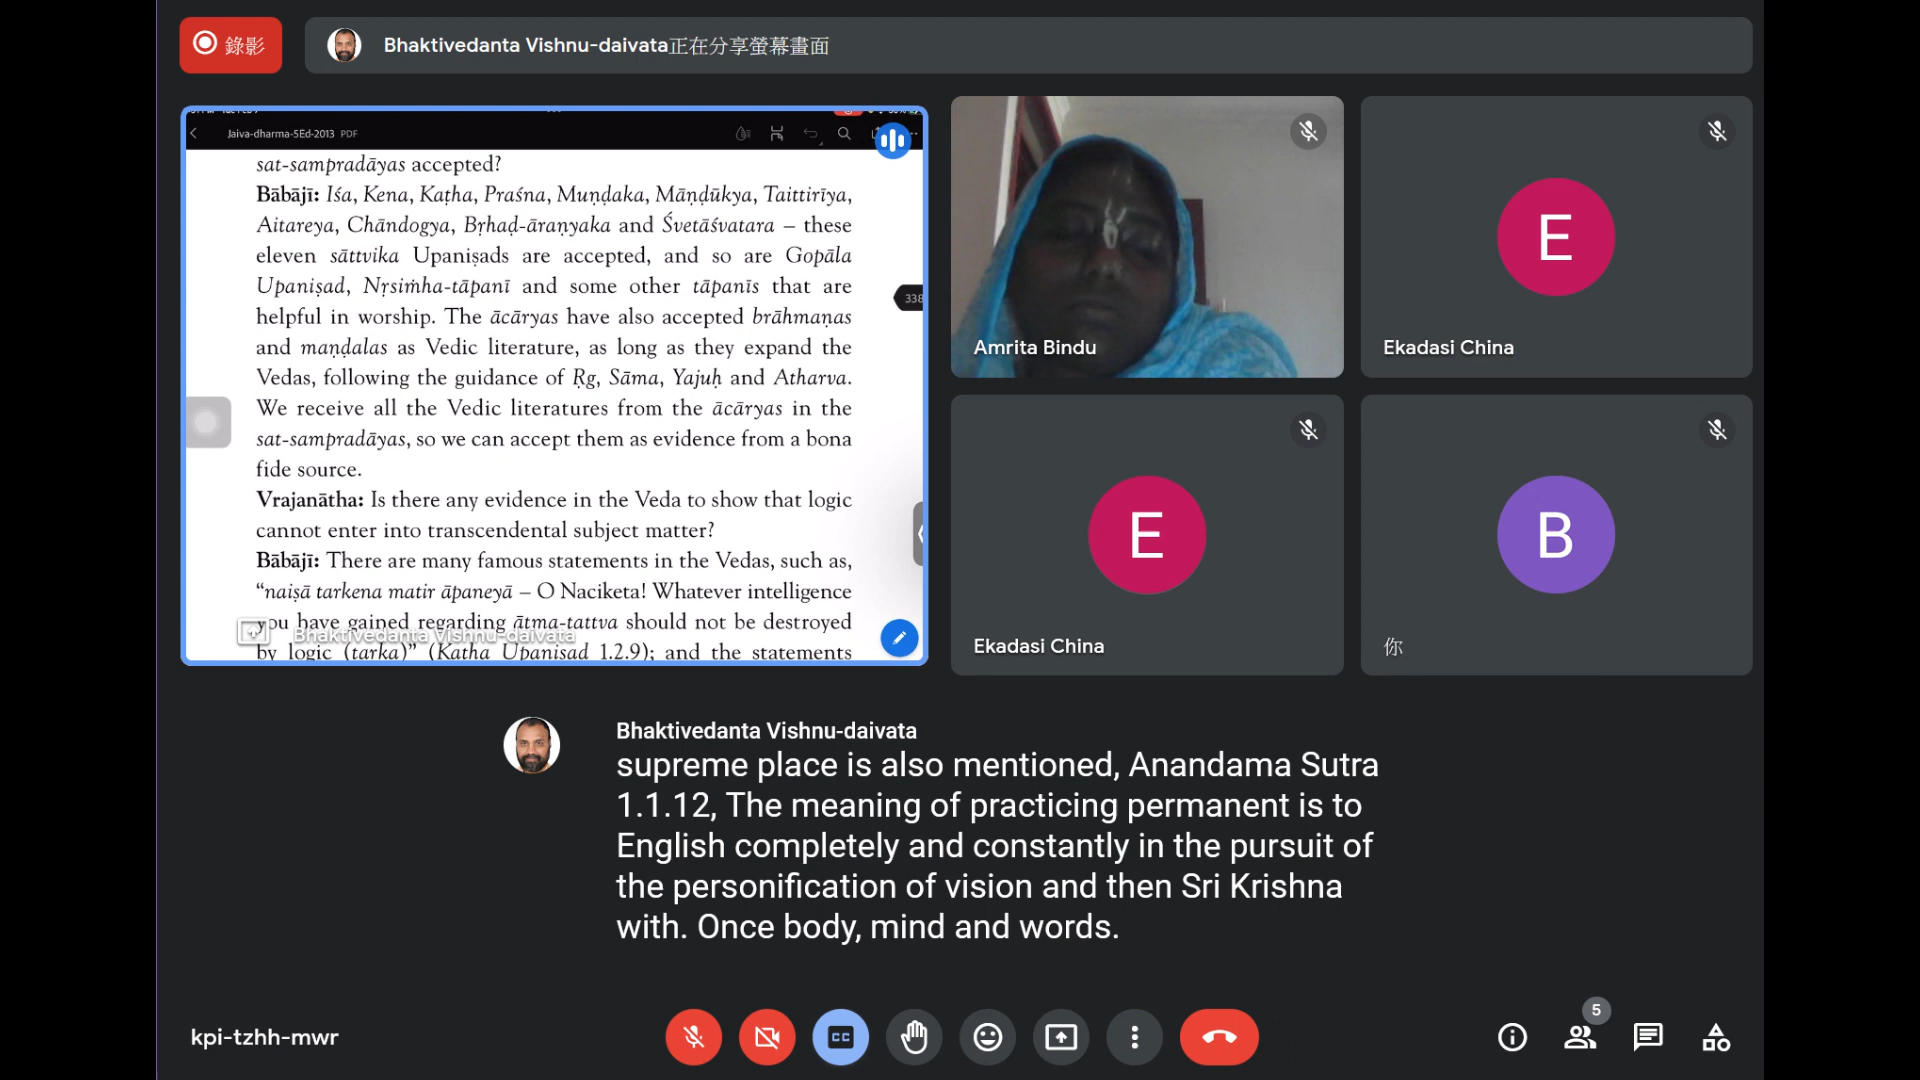 錄影
Bhaktivedanta Vishnu-daivata正在分享螢幕畫面
Jaiva-dharma-5Ed-2013 PDF
sat-sampradāyas accepted?
Bābājī: Iśa, Kena, Kaṭha, Praśna, Muṇḍaka, Māṇḍūkya, Taittirīya,
Aitareya, Chāndogya, Bṛhad-āraṇyaka and Śvetāśvatara – these
eleven sāttvika Upaniṣads are accepted, and so are Gopāla
Upaniṣad, Nṛsiṁha-tāpanī and some other tāpanīs that are
helpful in worship. The ācāryas have also accepted brāhmaṇas
and maṇḍalas as Vedic literature, as long as they expand the
Vedas, following the guidance of Ṛg, Sāma, Yajuḥ and Atharva.
We receive all the Vedic literatures from the ācāryas in the
sat-sampradāyas, so we can accept them as evidence from a bona
fide source.
Vrajanātha: Is there any evidence in the Veda to show that logic
cannot enter into transcendental subject matter?
Bābājī: There are many famous statements in the Vedas, such as,
“naiṣā tarkena matir āpaneyā – O Naciketa! Whatever intelligence
you have gained regarding ātma-tattva should not be destroyed
by logic (tarka)” (Kaṭha Upaniṣad 1.2.9); and the statements
338
Bhaktivedanta Vishnu-daivata
Amrita Bindu
E
Ekadasi China
E
Ekadasi China
B
你
Bhaktivedanta Vishnu-daivata
supreme place is also mentioned, Anandama Sutra
1.1.12, The meaning of practicing permanent is to
English completely and constantly in the pursuit of
the personification of vision and then Sri Krishna
with. Once body, mind and words.
kpi-tzhh-mwr
CC
5